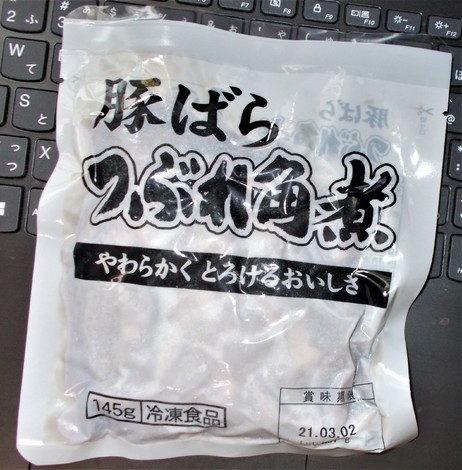 豚ばら
つぶれ角煮
やわらかく とろけるおいしさ
145g 冷凍食品
賞味期限
21.03.02